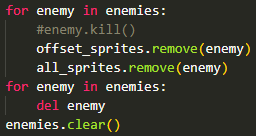 for enemy in enemies:
    #enemy.kill()
    offset_sprites.remove(enemy)
    all_sprites.remove(enemy)
for enemy in enemies:
    del enemy
enemies.clear()